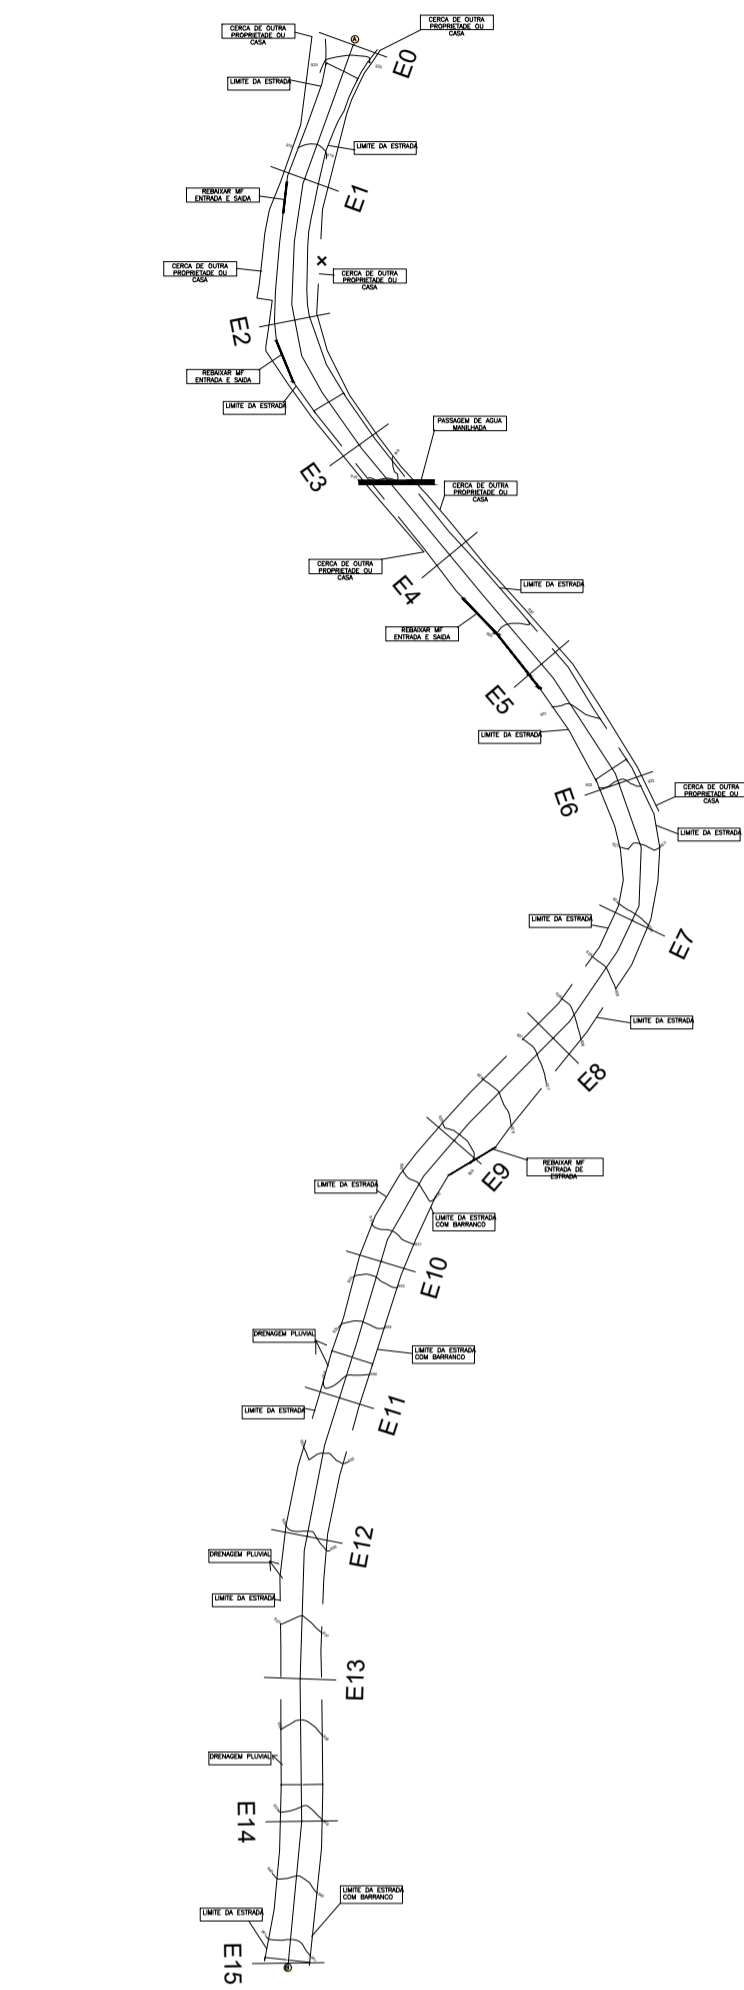 CERCA DE OUTRA
PROPRIETADE OU
CASA
CERCA DE OUTRA
PROPRIETADE OU
CASA
A
E0
LIMITE DA ESTRADA
LIMITE DA ESTRADA
REBAIXAR MF
ENTRADA E SAIDA
E1
CERCA DE OUTRA
PROPRIETADE OU
CASA
CERCA DE OUTRA
PROPRIETADE OU
CASA
E2
REBAIXAR MF
ENTRADA E SAIDA
LIMITE DA ESTRADA
PASSAGEM DE AGUA
MANILHADA
E3
CERCA DE OUTRA
PROPRIETADE OU
CASA
CERCA DE OUTRA
PROPRIETADE OU
CASA
E4
LIMITE DA ESTRADA
REBAIXAR MF
ENTRADA E SAIDA
E5
LIMITE DA ESTRADA
E6
CERCA DE OUTRA
PROPRIETADE OU
CASA
LIMITE DA ESTRADA
LIMITE DA ESTRADA
E7
LIMITE DA ESTRADA
E8
REBAIXAR MF
ENTRADA DE
ESTRADA
E9
LIMITE DA ESTRADA
LIMITE DA ESTRADA
COM BARRANCO
E10
DRENAGEM PLUVIAL
LIMITE DA ESTRADA
COM BARRANCO
LIMITE DA ESTRADA
E11
E12
DRENAGEM PLUVIAL
LIMITE DA ESTRADA
E13
DRENAGEM PLUVIAL
E14
LIMITE DA ESTRADA
COM BARRANCO
LIMITE DA ESTRADA
E15